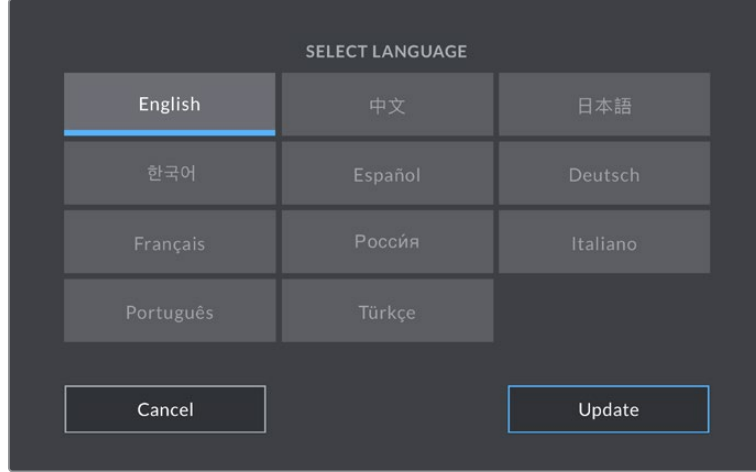 SELECT LANGUAGE
English
中文
日本語
한국어
Español
Deutsch
Français
Росси́я
Italiano
Português
Türkçe
Cancel
Update